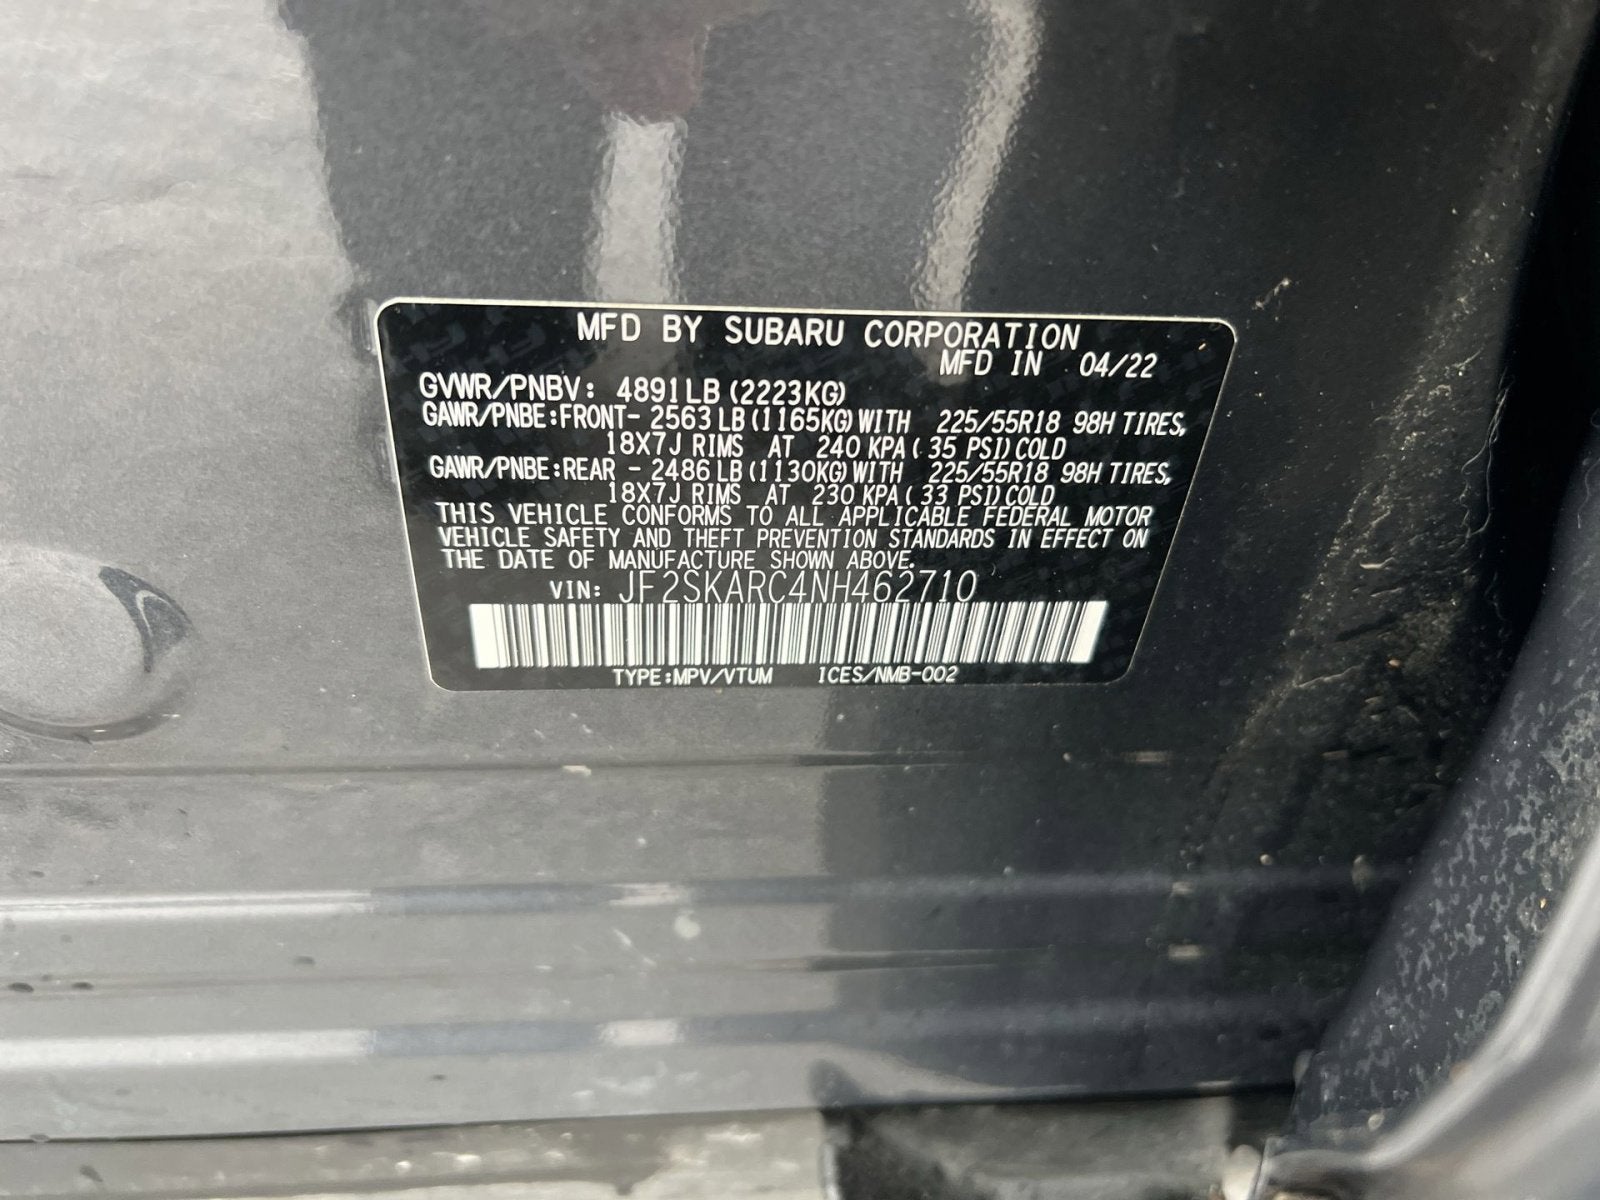 MFD BY SUBARU CORPORATION
MFD IN 04/22
GVWR/PNBV: 4891LB (2223KG)
GAWR/PNBE:FRONT- 2563 LB (1165KG) WITH 225/55R18 98H TIRES,
18X7J RIMS AT 240 KPA ( 35 PSI) COLD
GAWR/PNBE:REAR - 2486 LB (1130KG) WITH 225/55R18 98H TIRES,
18X7J RIMS AT 230 KPA ( 33 PSI) COLD
THIS VEHICLE CONFORMS TO ALL APPLICABLE FEDERAL MOTOR
VEHICLE SAFETY AND THEFT PREVENTION STANDARDS IN EFFECT ON
THE DATE OF MANUFACTURE SHOWN ABOVE.
VIN: JF2SKARC4NH462710
TYPE:MPV/VTUM ICES/NMB-002